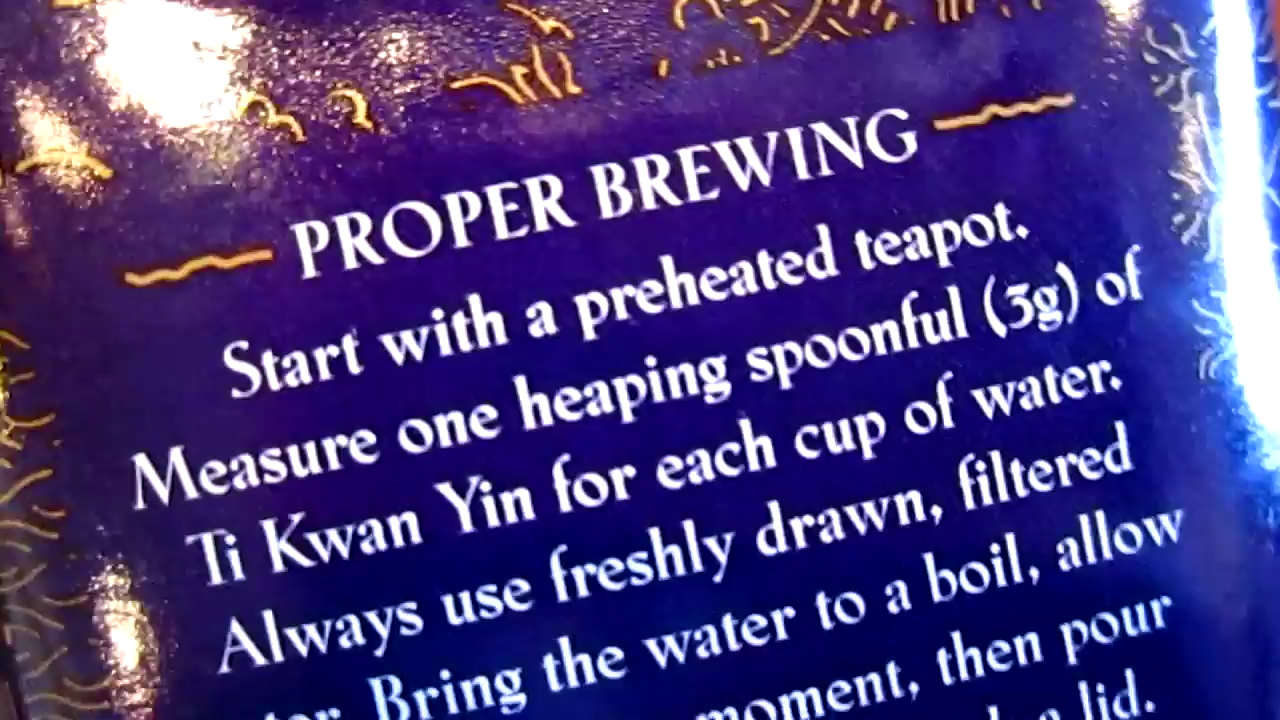 PROPER BREWING
Start with a preheated teapot.
Measure one heaping spoonful (3g) of
Ti Kwan Yin for each cup of water.
Always use freshly drawn, filtered
Bring the water to a boil, allow
moment, then pour
a lid.